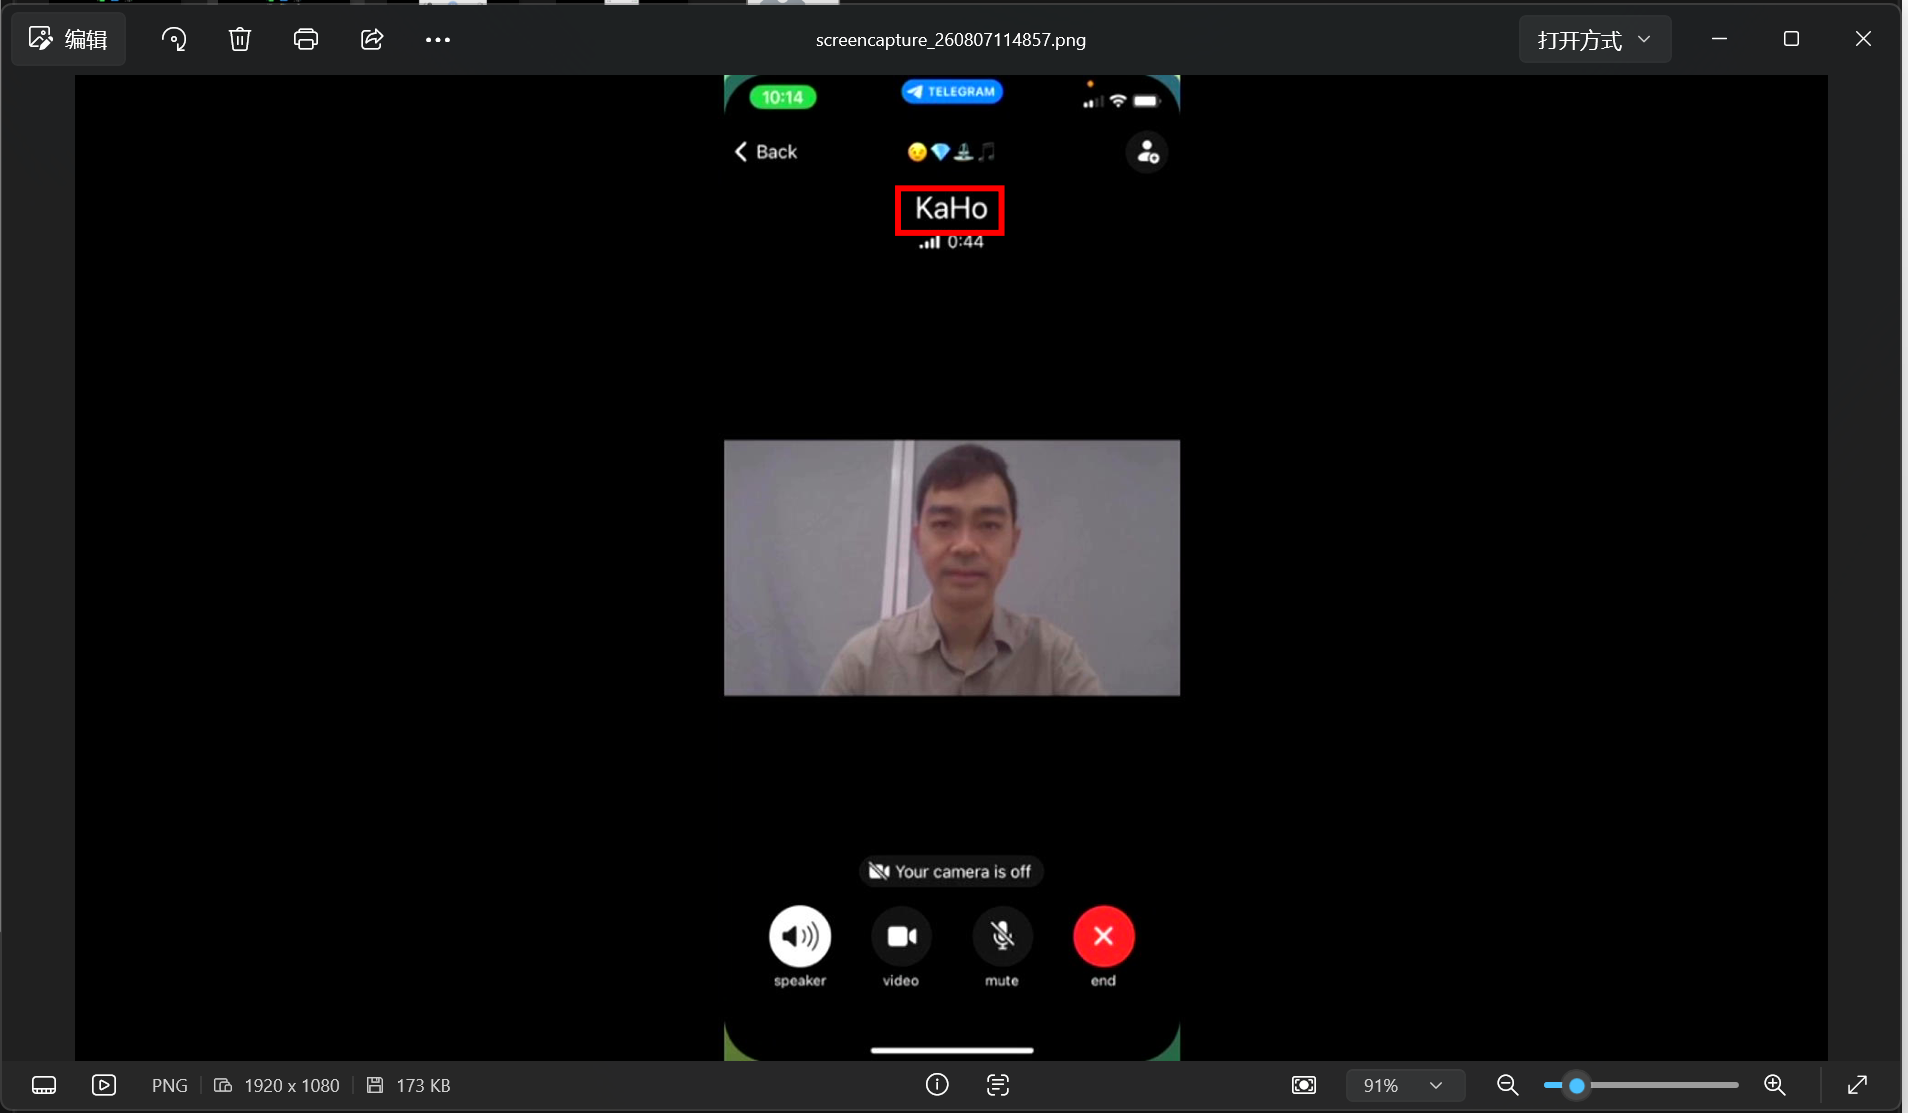 编辑
screencapture_260807114857.png
打开方式
10:14
TELEGRAM
Back
KaHo
0:44
Your camera is off
speaker
video
mute
end
PNG
1920 x 1080
173 KB
91%